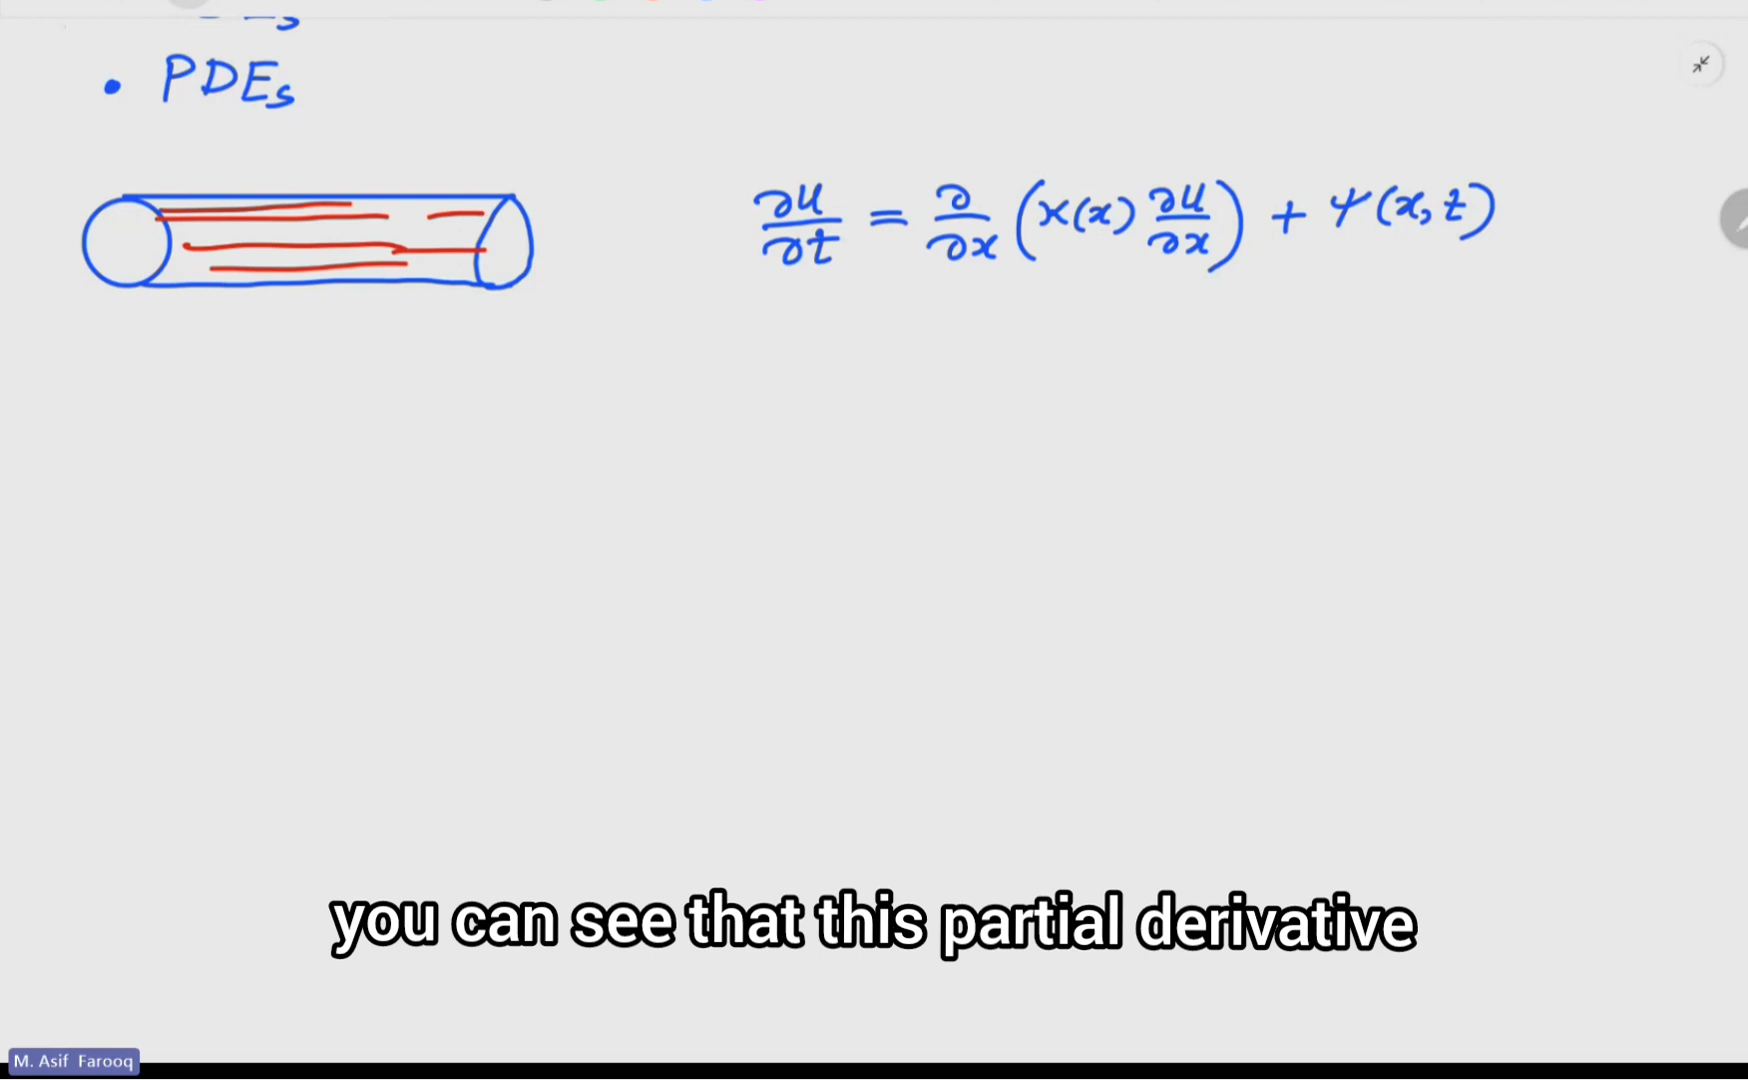 • PDEs
∂u/∂t = ∂/∂x (x(x) ∂u/∂x) + ψ(x, t)
you can see that this partial derivative
M. Asif Farooq